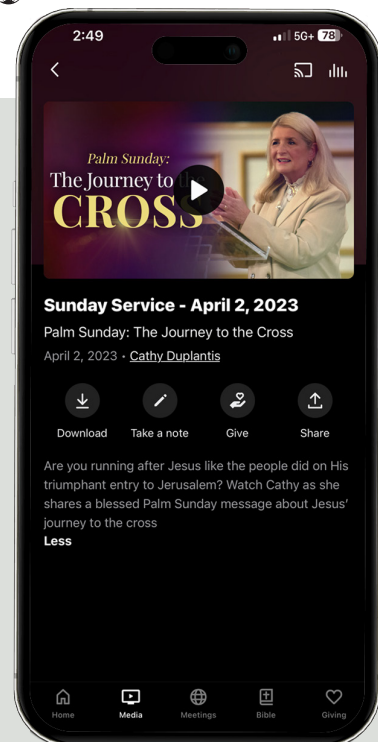 2:49
5G+ 78
Palm Sunday:
The Journey to the
CROSS
Sunday Service - April 2, 2023
Palm Sunday: The Journey to the Cross
April 2, 2023 • Cathy Duplantis
Download Take a note Give Share
Are you running after Jesus like the people did on His
triumphant entry to Jerusalem? Watch Cathy as she
shares a blessed Palm Sunday message about Jesus’
journey to the cross
Less
Home Media Meetings Bible Giving